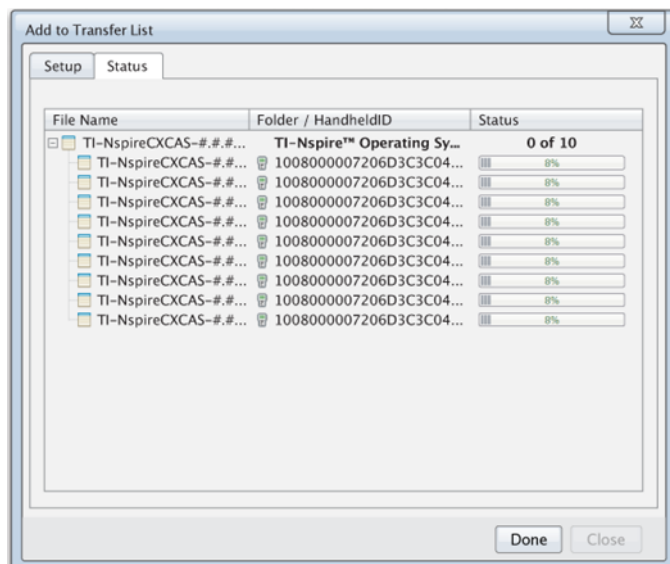 Add to Transfer List
Setup Status
File Name Folder / HandheldID Status
TI-NspireCXCAS-#.#.#... TI-Nspire™ Operating Sy... 0 of 10
TI-NspireCXCAS-#.#... 1008000007206D3C3C04... 8%
TI-NspireCXCAS-#.#... 1008000007206D3C3C04... 8%
TI-NspireCXCAS-#.#... 1008000007206D3C3C04... 8%
TI-NspireCXCAS-#.#... 1008000007206D3C3C04... 8%
TI-NspireCXCAS-#.#... 1008000007206D3C3C04... 8%
TI-NspireCXCAS-#.#... 1008000007206D3C3C04... 8%
TI-NspireCXCAS-#.#... 1008000007206D3C3C04... 8%
TI-NspireCXCAS-#.#... 1008000007206D3C3C04... 8%
TI-NspireCXCAS-#.#... 1008000007206D3C3C04... 8%
Done Close